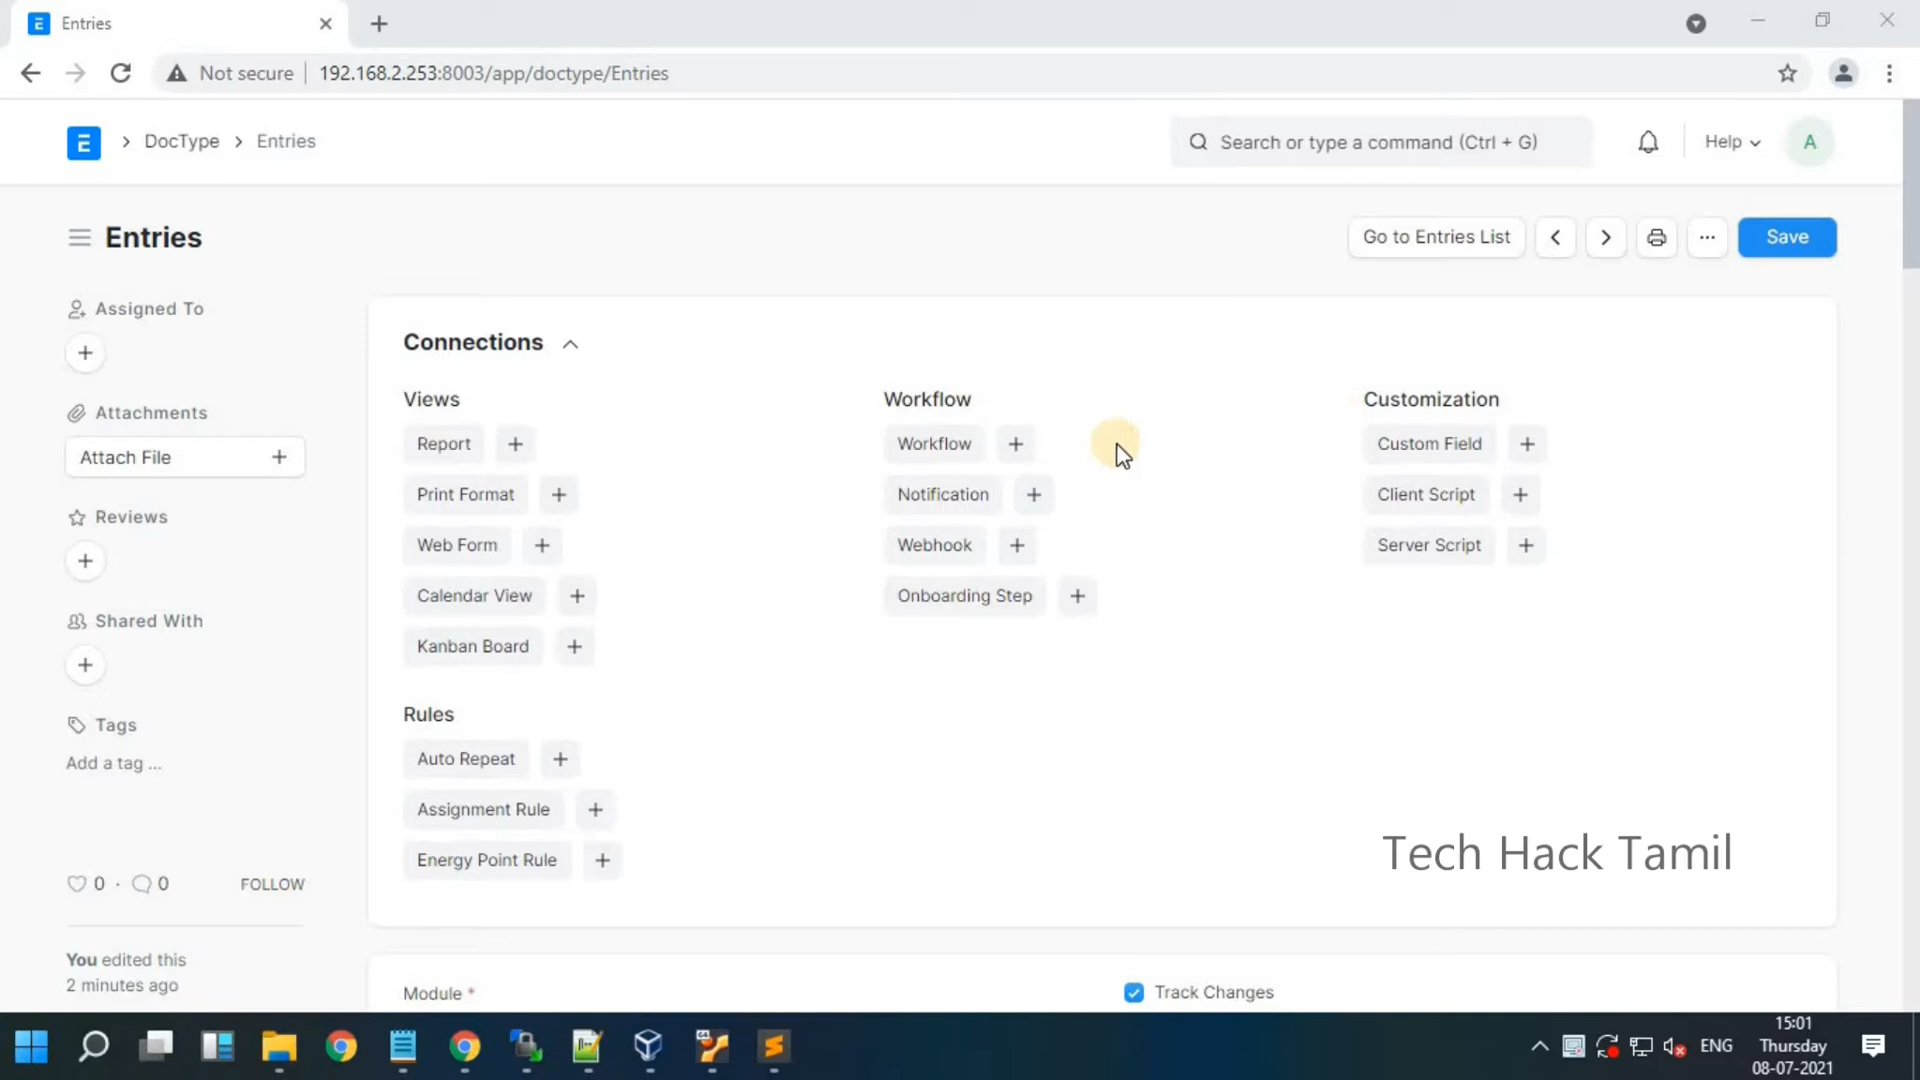 Entries
Not secure 192.168.2.253:8003/app/doctype/Entries
DocType Entries
Search or type a command (Ctrl + G)
Help
A
Entries
Go to Entries List
Save
Assigned To
Attachments
Attach File
Reviews
Shared With
Tags
Add a tag ...
0 · 0 FOLLOW
You edited this
2 minutes ago
Connections
Views
Report
Print Format
Web Form
Calendar View
Kanban Board
Workflow
Workflow
Notification
Webhook
Onboarding Step
Customization
Custom Field
Client Script
Server Script
Rules
Auto Repeat
Assignment Rule
Energy Point Rule
Tech Hack Tamil
Module *
Track Changes
ENG
15:01
Thursday
08-07-2021